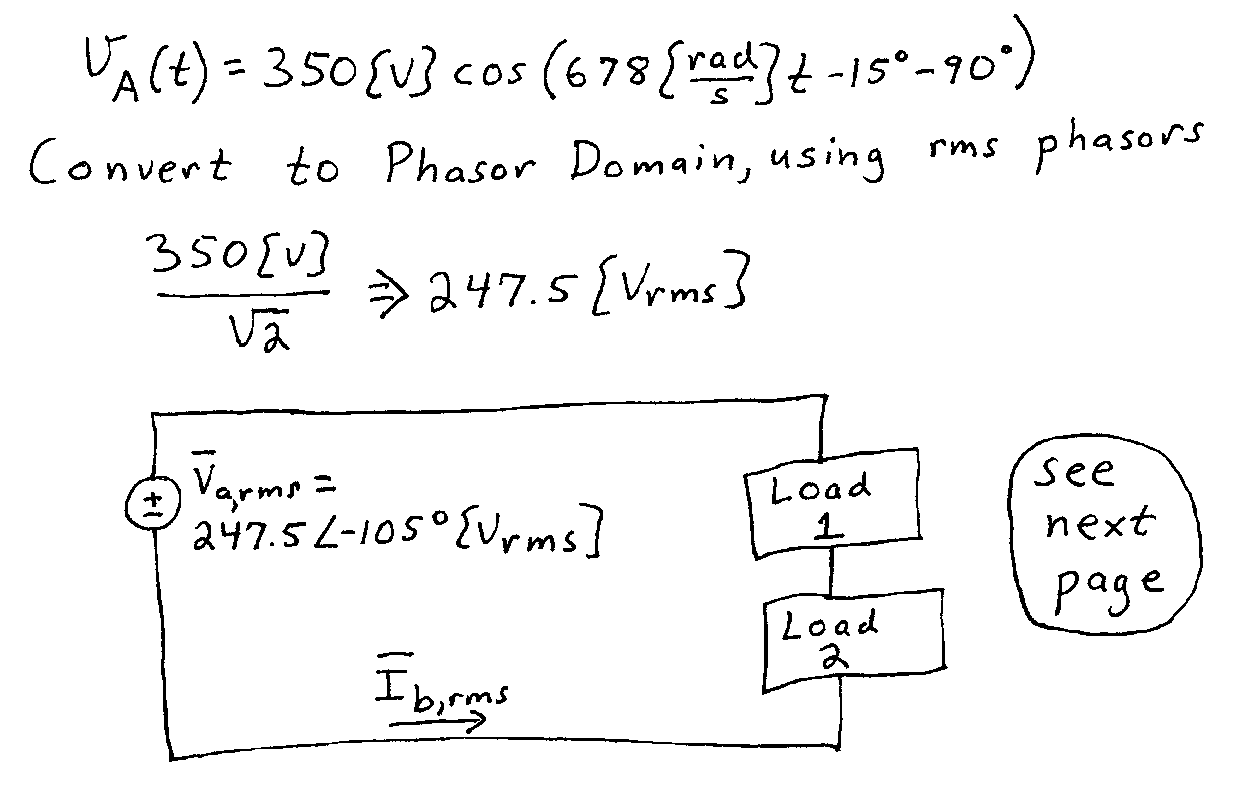 v_A(t) = 350[V] cos(678[rad/s]t -15° -90°)
Convert to Phasor Domain, using rms phasors
350[V]/√2 ⇒ 247.5 [Vrms]
V̅a,rms =
247.5∠-105° [Vrms]
Load
1
Load
2
I̅b,rms
see
next
page